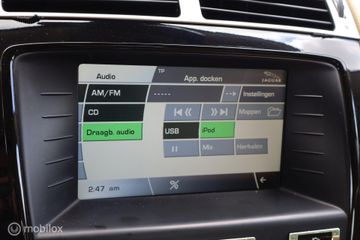 Audio TP App. docken JAGUAR
AM/FM ----- Instellingen
CD Mappen
Draagb. audio USB iPod
Mix Herhalen
2:47 am
© mobilox